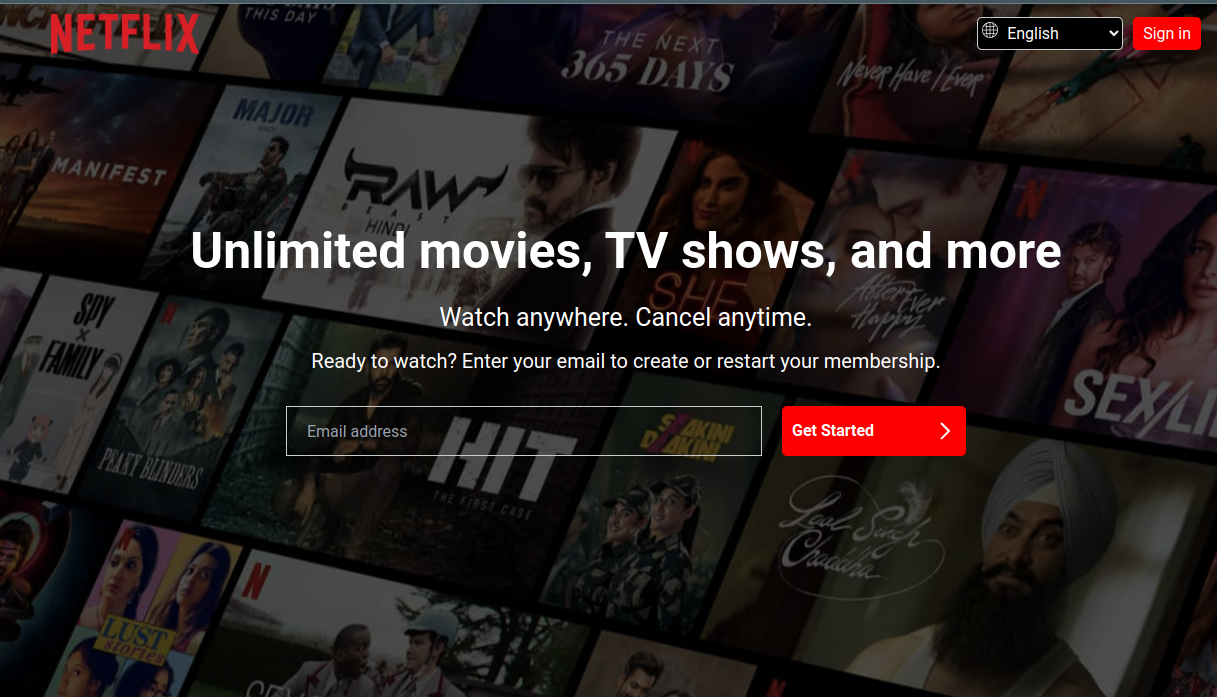 NETFLIX
English
Sign in
THIS DAY
THE NEXT
365 DAYS
Never Have I Ever
MAJOR
HINDI
MANIFEST
RAW
BEAST
HINDI
Unlimited movies, TV shows, and more
SHE
After
Ever
Happy
Watch anywhere. Cancel anytime.
Ready to watch? Enter your email to create or restart your membership.
SPY
x
FAMILY
SEX/LI
Email address
Get Started
PEAKY BLINDERS
HIT
THE FIRST CASE
SHAKINI
DAKINI
Laal Singh
Chaddha
LUST
stories